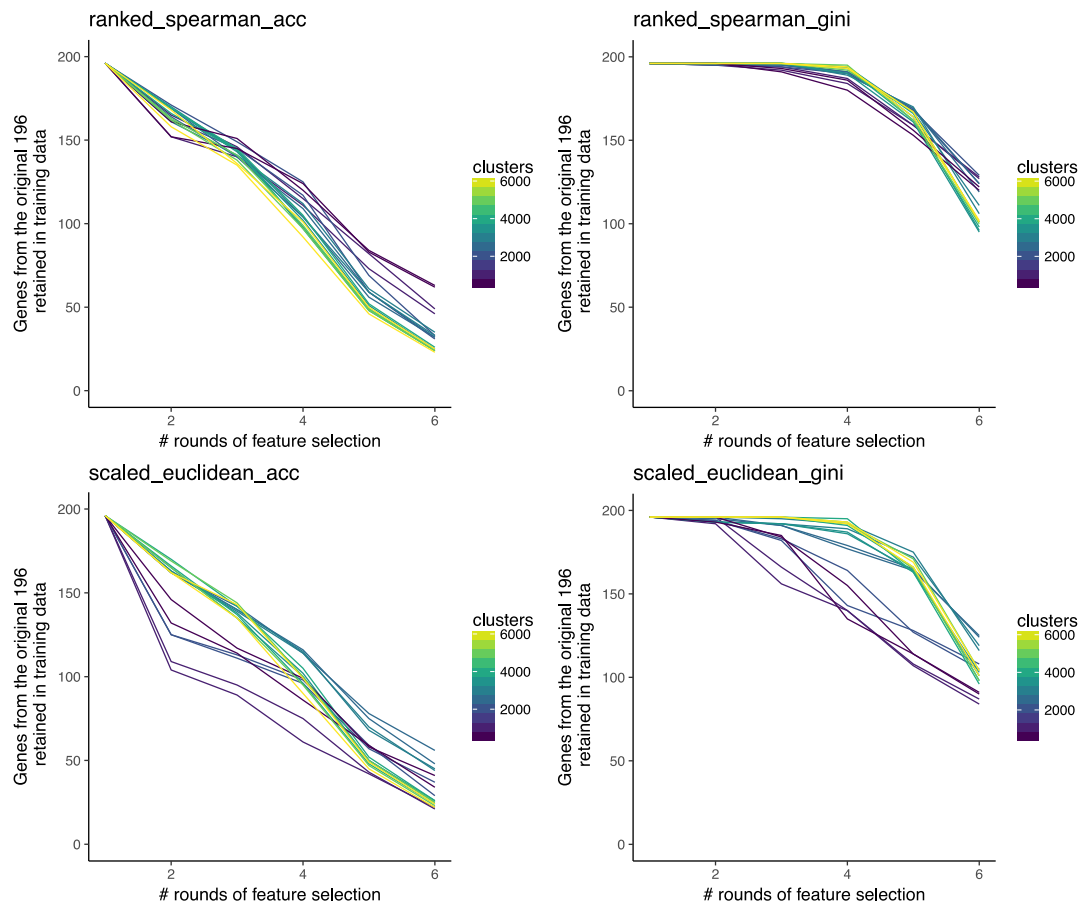 ranked_spearman_acc
Genes from the original 196
retained in training data
200
150
100
50
0
2
4
6
# rounds of feature selection
clusters
6000
4000
2000
ranked_spearman_gini
Genes from the original 196
retained in training data
200
150
100
50
0
2
4
6
# rounds of feature selection
clusters
6000
4000
2000
scaled_euclidean_acc
Genes from the original 196
retained in training data
200
150
100
50
0
2
4
6
# rounds of feature selection
clusters
6000
4000
2000
scaled_euclidean_gini
Genes from the original 196
retained in training data
200
150
100
50
0
2
4
6
# rounds of feature selection
clusters
6000
4000
2000